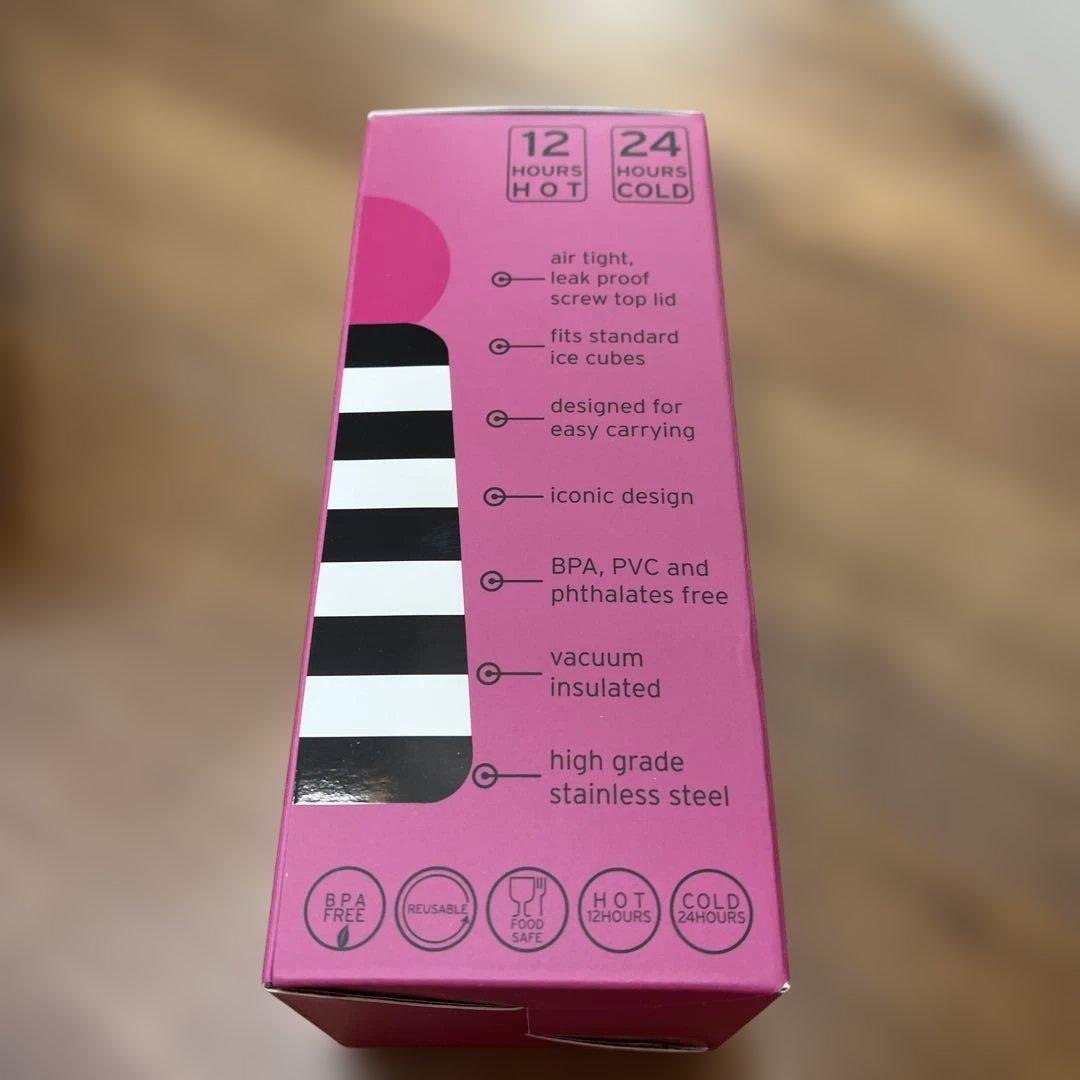 12
HOURS
HOT
24
HOURS
COLD
air tight,
leak proof
screw top lid
fits standard
ice cubes
designed for
easy carrying
iconic design
BPA, PVC and
phthalates free
vacuum
insulated
high grade
stainless steel
BPA
FREE
REUSABLE
FOOD
SAFE
HOT
12HOURS
COLD
24HOURS